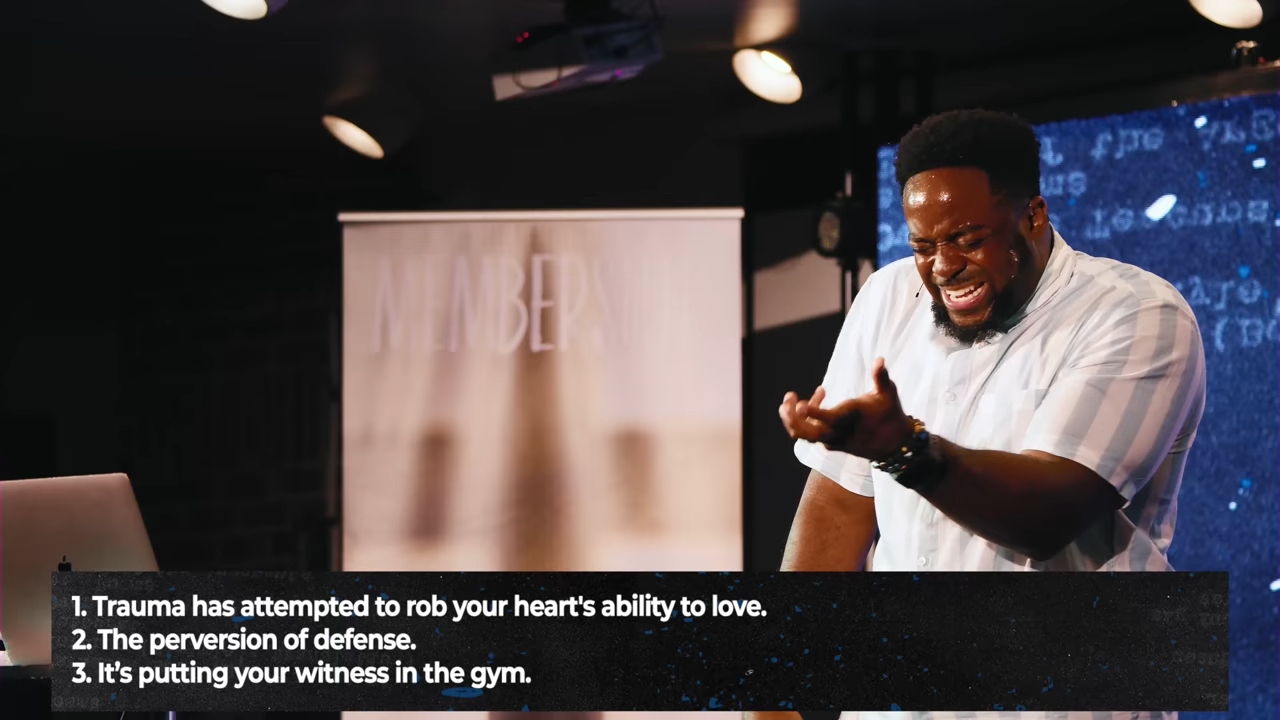 MEMBERSHIP
1. Trauma has attempted to rob your heart's ability to love.
2. The perversion of defense.
3. It’s putting your witness in the gym.